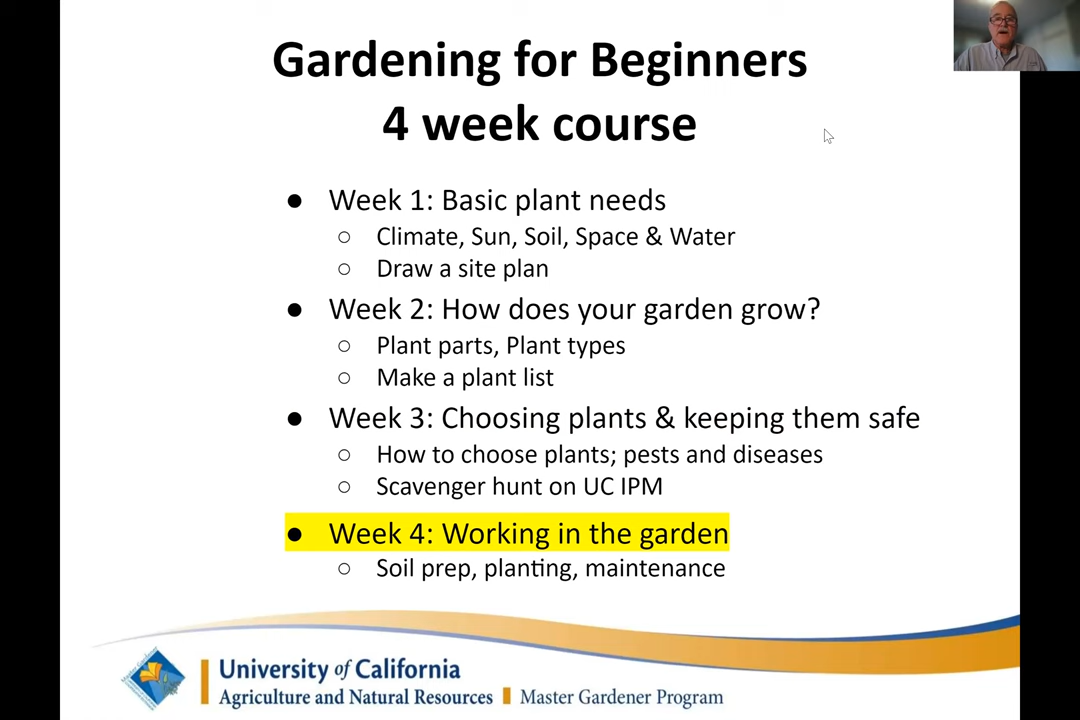 Gardening for Beginners
4 week course
● Week 1: Basic plant needs
○ Climate, Sun, Soil, Space & Water
○ Draw a site plan
● Week 2: How does your garden grow?
○ Plant parts, Plant types
○ Make a plant list
● Week 3: Choosing plants & keeping them safe
○ How to choose plants; pests and diseases
○ Scavenger hunt on UC IPM
● Week 4: Working in the garden
○ Soil prep, planting, maintenance
University of California
Agriculture and Natural Resources | Master Gardener Program